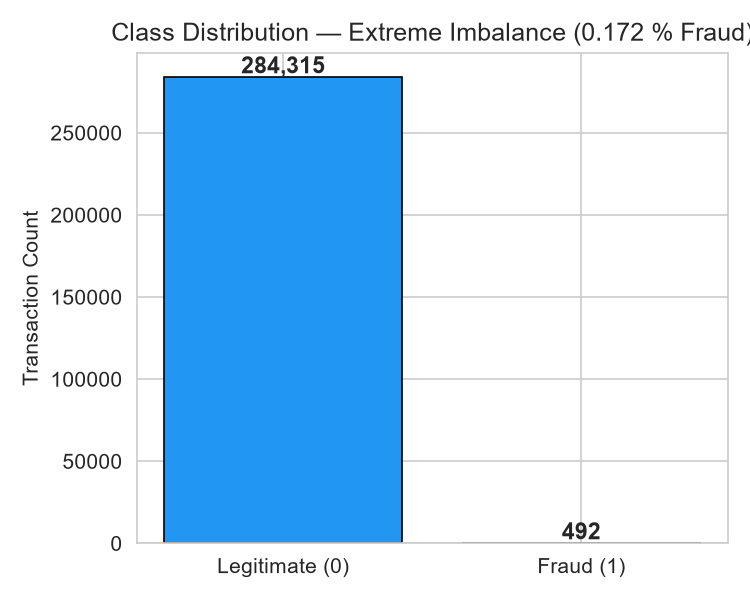 Class Distribution — Extreme Imbalance (0.172 % Fraud)
284,315
250000
200000
150000
100000
50000
0
Transaction Count
492
Legitimate (0)
Fraud (1)